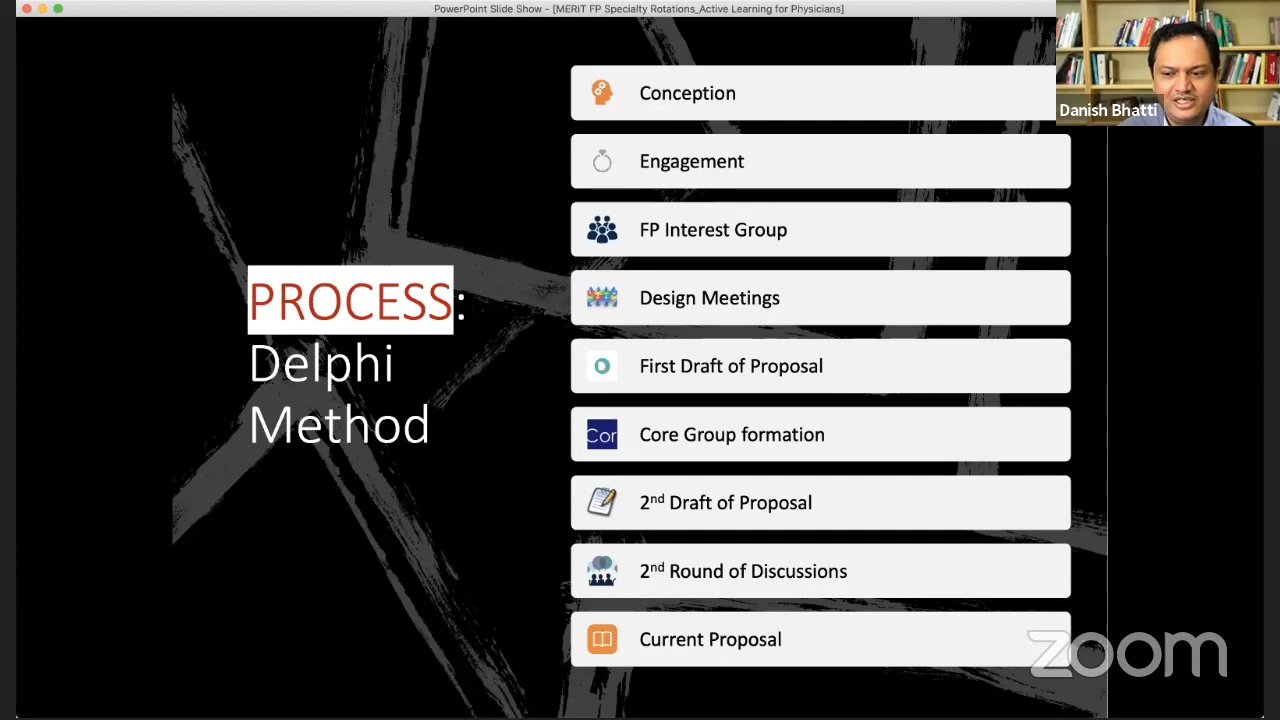 PowerPoint Slide Show - [MERIT FP Specialty Rotations_Active Learning for Physicians]
Danish Bhatti
PROCESS:
Delphi
Method
Conception
Engagement
FP Interest Group
Design Meetings
D
First Draft of Proposal
Cor
Core Group formation
2nd Draft of Proposal
2nd Round of Discussions
Current Proposal
zoom